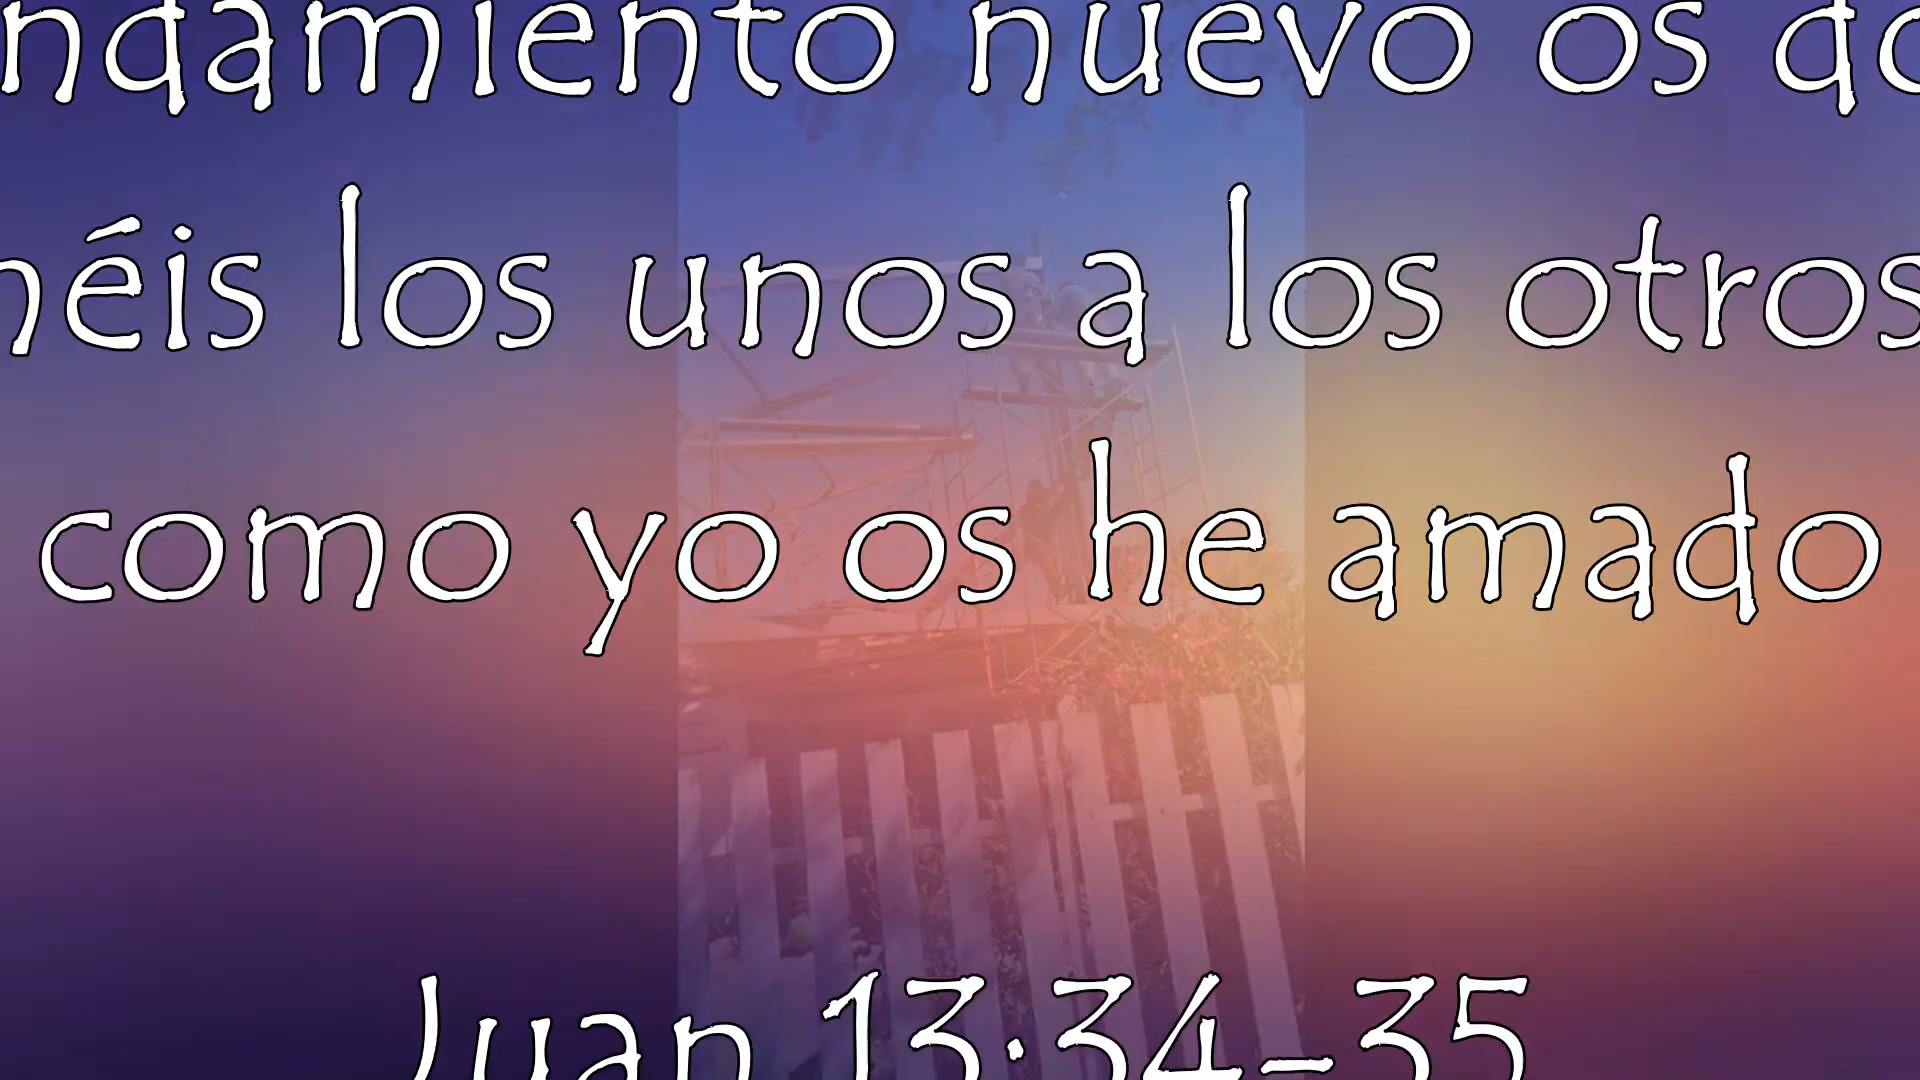 ndamiento nuevo os do
néis los unos a los otros
como yo os he amado
Juan 13:34-35